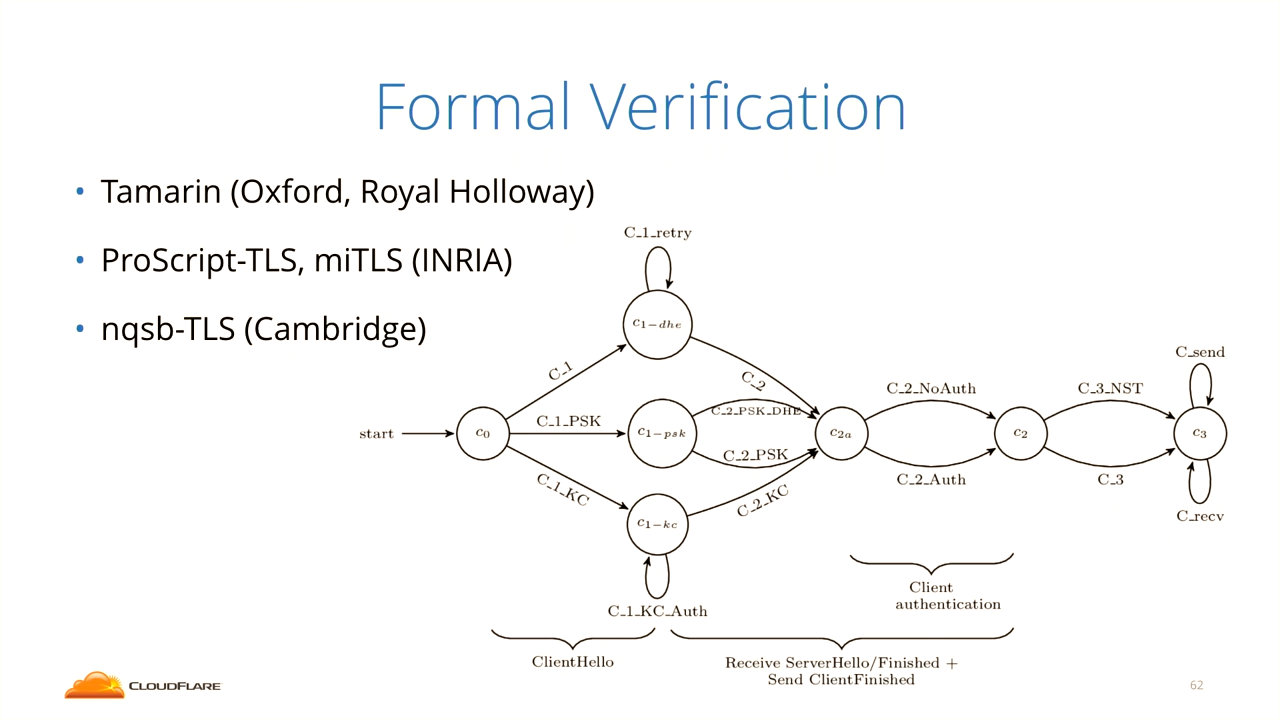 Formal Verification
• Tamarin (Oxford, Royal Holloway)
• ProScript-TLS, miTLS (INRIA)
• nqsb-TLS (Cambridge)
C_1_retry
c1−dhe
C_1
C_2
start
c0
C_1_PSK
c1−psk
C_2_PSK_DHE
C_2_PSK
c2a
C_2_NoAuth
C_2_Auth
c2
C_3_NST
C_3
C_send
c3
C_recv
C_1_KC
c1−kc
C_2_KC
C_1_KC_Auth
Client
authentication
ClientHello
Receive ServerHello/Finished +
Send ClientFinished
CLOUDFLARE
62